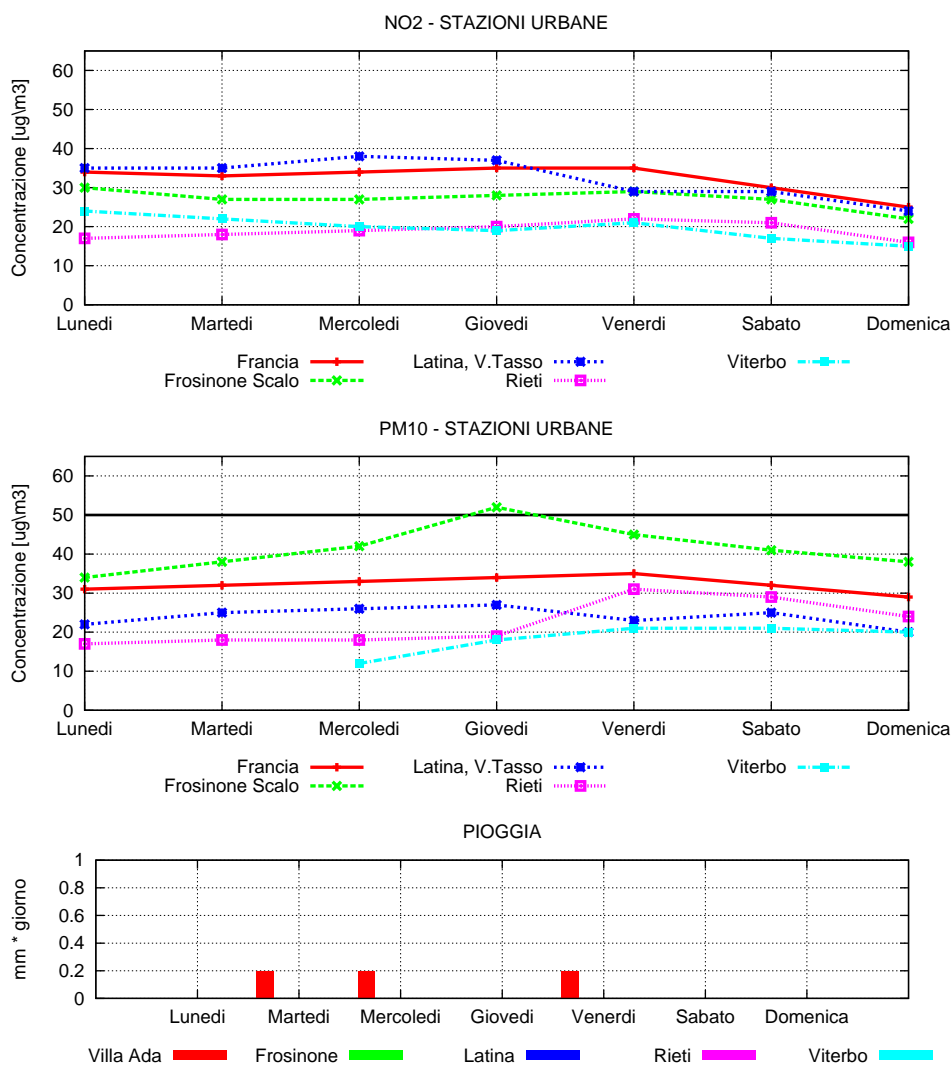 NO2 - STAZIONI URBANE
Concentrazione [ug\m3]
60
50
40
30
20
10
0
Lunedi Martedi Mercoledi Giovedi Venerdi Sabato Domenica
Francia Latina, V.Tasso Viterbo
Frosinone Scalo Rieti
PM10 - STAZIONI URBANE
Concentrazione [ug\m3]
60
50
40
30
20
10
0
Lunedi Martedi Mercoledi Giovedi Venerdi Sabato Domenica
Francia Latina, V.Tasso Viterbo
Frosinone Scalo Rieti
PIOGGIA
mm * giorno
1
0.8
0.6
0.4
0.2
0
Lunedi Martedi Mercoledi Giovedi Venerdi Sabato Domenica
Villa Ada Frosinone Latina Rieti Viterbo